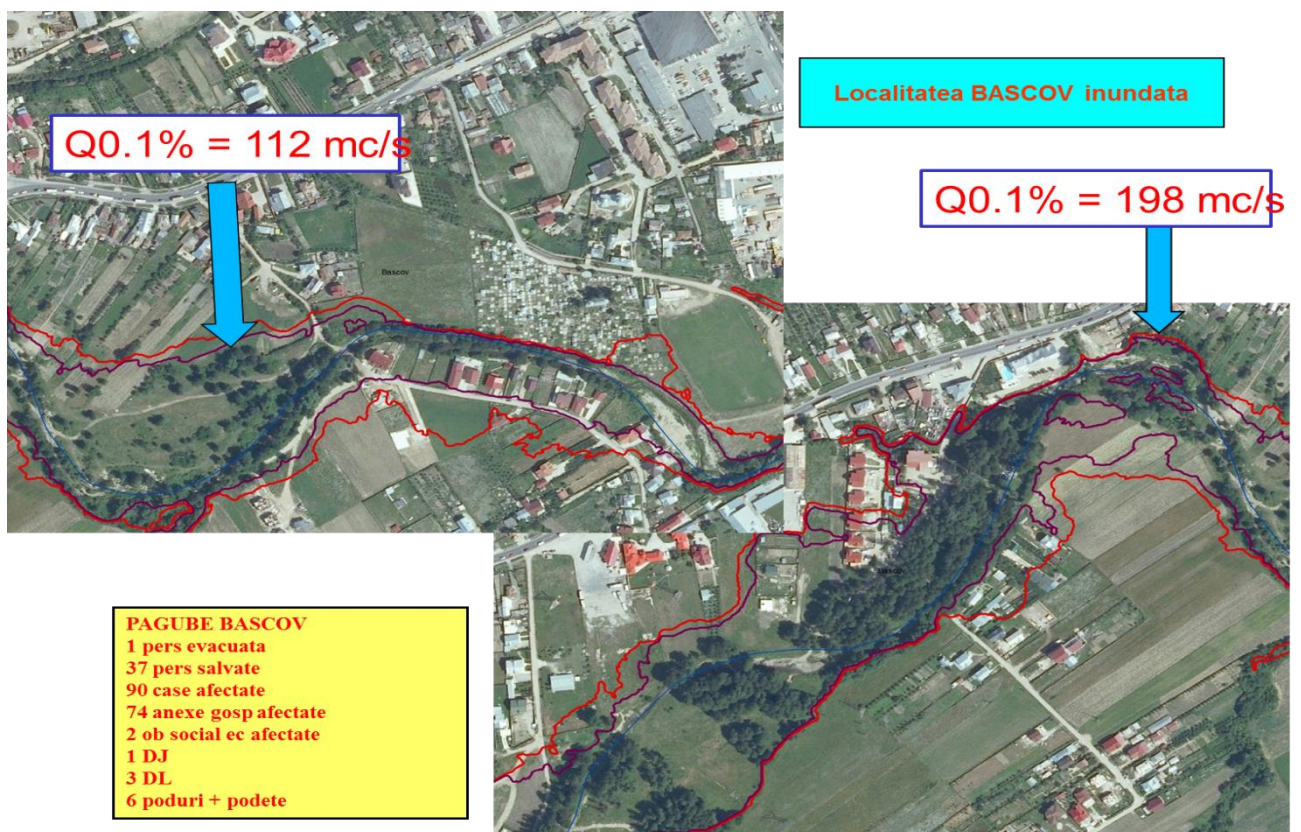 Localitatea BASCOV inundata
Q0.1% = 112 mc/s
Q0.1% = 198 mc/s
Bascov
Bascov
PAGUBE BASCOV
1 pers evacuata
37 pers salvate
90 case afectate
74 anexe gosp afectate
2 ob social ec afectate
1 DJ
3 DL
6 poduri + podete